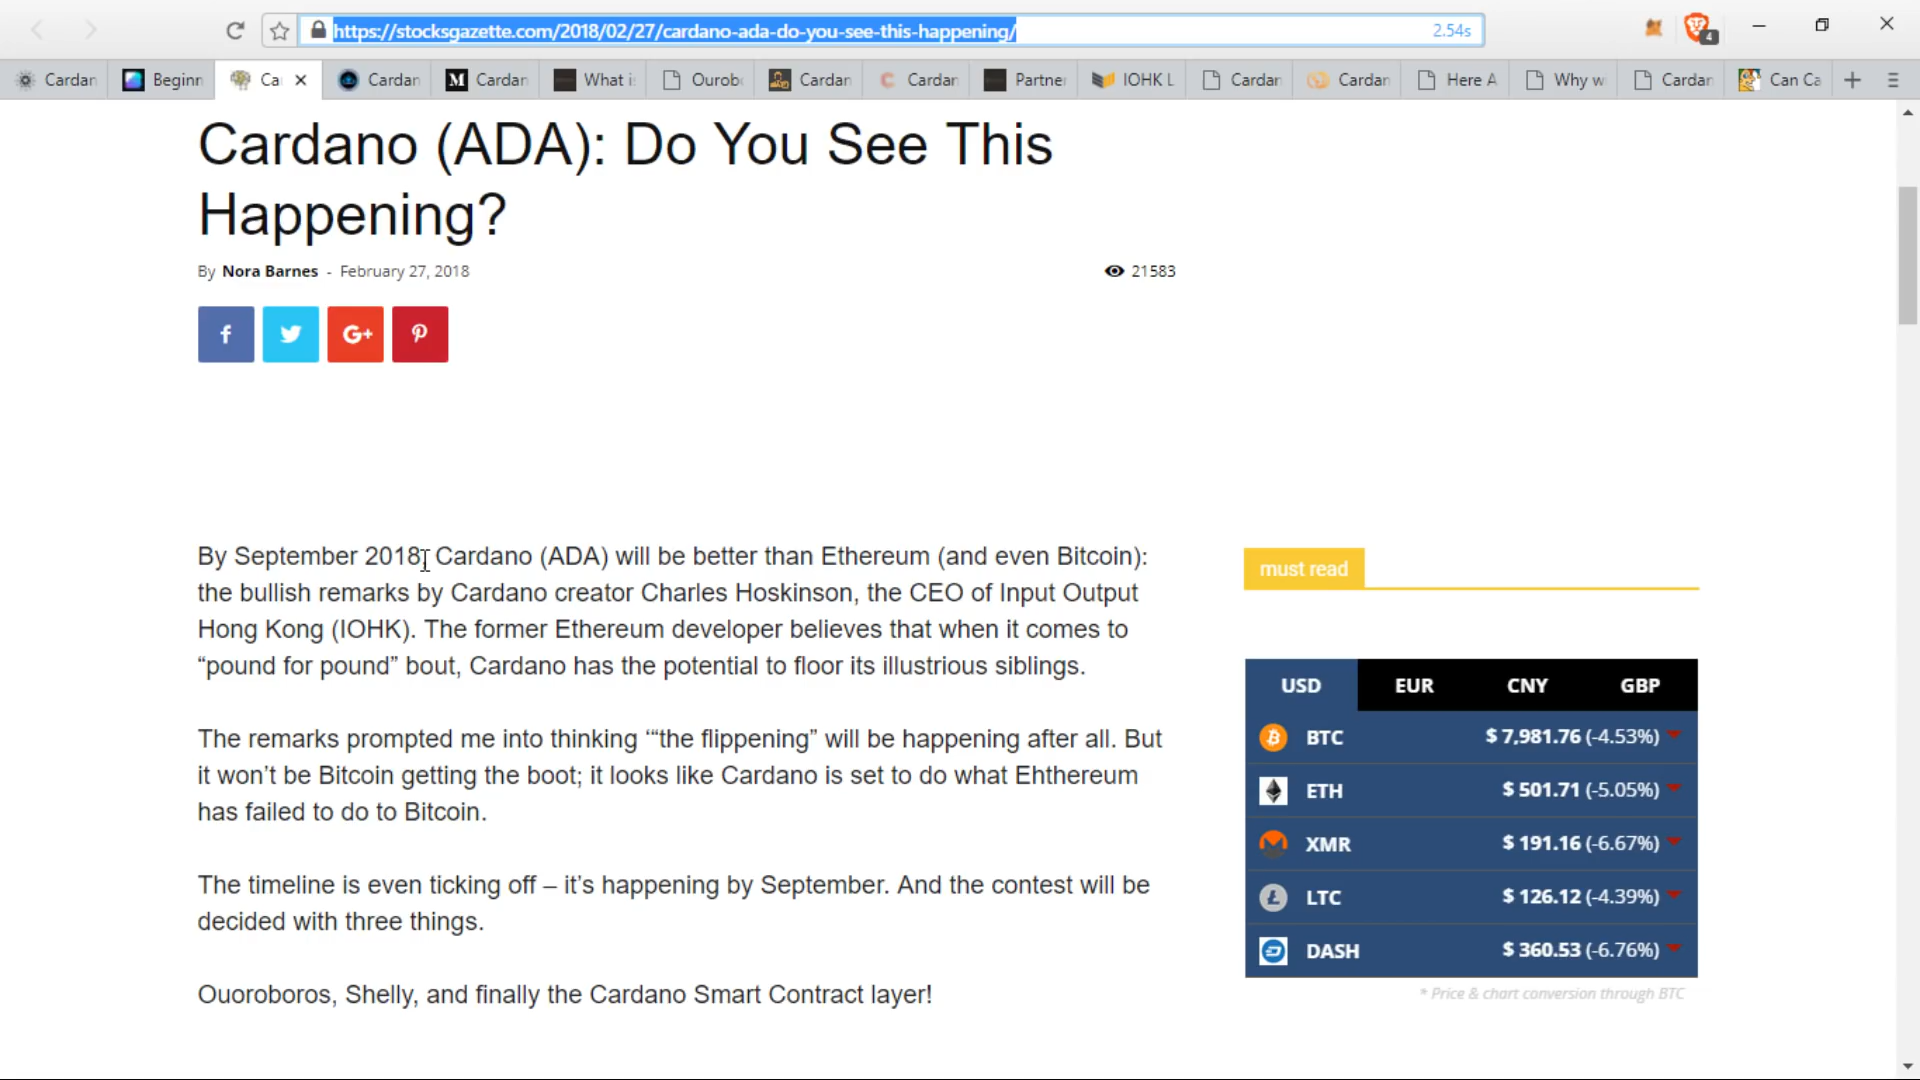 https://stocksgazette.com/2018/02/27/cardano-ada-do-you-see-this-happening/
2.54s
4
Cardan
Beginn
Ca
Cardan
M
Cardan
What i
Ourob
Cardan
Cardan
Partne
IOHK L
Cardan
Cardan
Here A
Why w
Cardan
Can Ca
Cardano (ADA): Do You See This
Happening?
By Nora Barnes - February 27, 2018
21583
f
G+
By September 2018, Cardano (ADA) will be better than Ethereum (and even Bitcoin):
the bullish remarks by Cardano creator Charles Hoskinson, the CEO of Input Output
Hong Kong (IOHK). The former Ethereum developer believes that when it comes to
“pound for pound” bout, Cardano has the potential to floor its illustrious siblings.
The remarks prompted me into thinking ‘“the flippening” will be happening after all. But
it won’t be Bitcoin getting the boot; it looks like Cardano is set to do what Ehthereum
has failed to do to Bitcoin.
The timeline is even ticking off – it’s happening by September. And the contest will be
decided with three things.
Ouoroboros, Shelly, and finally the Cardano Smart Contract layer!
must read
USD EUR CNY GBP
BTC $ 7,981.76 (-4.53%)
ETH $ 501.71 (-5.05%)
XMR $ 191.16 (-6.67%)
LTC $ 126.12 (-4.39%)
DASH $ 360.53 (-6.76%)
* Price & chart conversion through BTC